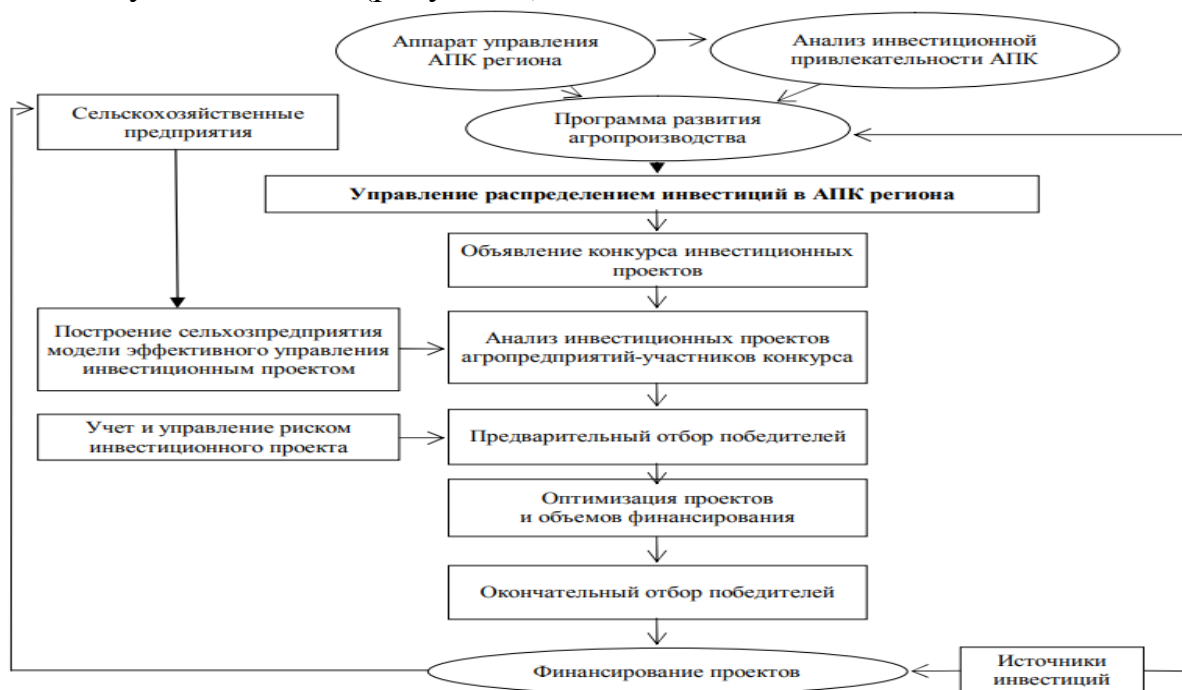 Аппарат управления
АПК региона
Анализ инвестиционной
привлекательности АПК
Сельскохозяйственные
предприятия
Программа развития
агропроизводства
Управление распределением инвестиций в АПК региона
Объявление конкурса инвестиционных
проектов
Построение сельхозпредприятия
модели эффективного управления
инвестиционным проектом
Анализ инвестиционных проектов
агропредприятий-участников конкурса
Учет и управление риском
инвестиционного проекта
Предварительный отбор победителей
Оптимизация проектов
и объемов финансирования
Окончательный отбор победителей
Финансирование проектов
Источники
инвестиций